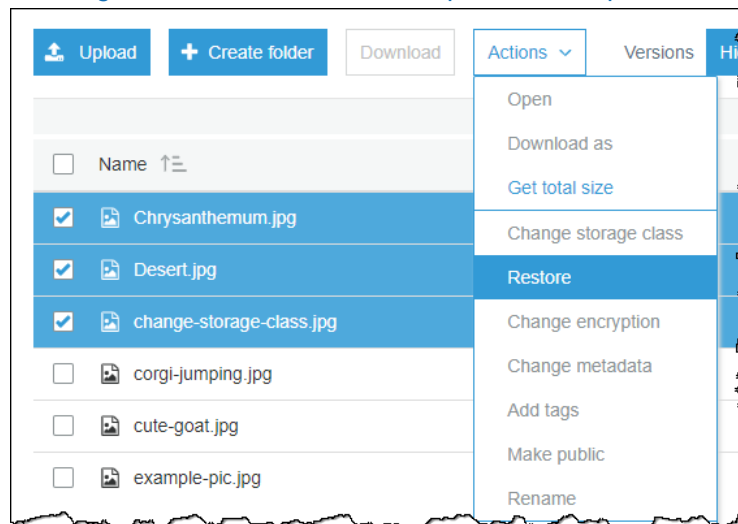 Upload Create folder Download Actions Versions
Open
Download as
Name
Get total size
Chrysanthemum.jpg
Change storage class
Desert.jpg
Restore
change-storage-class.jpg
Change encryption
corgi-jumping.jpg
Change metadata
Add tags
cute-goat.jpg
Make public
example-pic.jpg
Rename